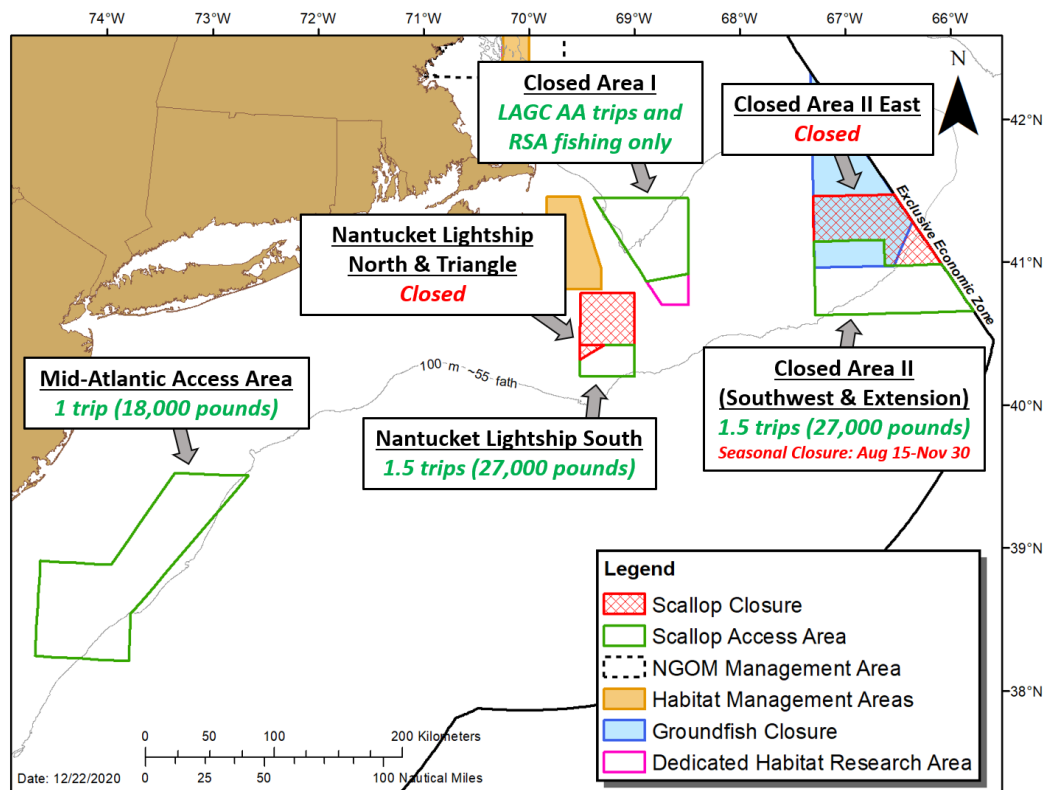 74°W 73°W 72°W 71°W 70°W 69°W 68°W 67°W 66°W
N
Closed Area I
LAGC AA trips and
RSA fishing only
Closed Area II East
Closed
42°N
Exclusive Economic Zone
Nantucket Lightship
North & Triangle
Closed
41°N
Mid-Atlantic Access Area
1 trip (18,000 pounds)
100 m ~55 fath
Nantucket Lightship South
1.5 trips (27,000 pounds)
Closed Area II
(Southwest & Extension)
1.5 trips (27,000 pounds)
Seasonal Closure: Aug 15-Nov 30
40°N
39°N
38°N
Legend
Scallop Closure
Scallop Access Area
NGOM Management Area
Habitat Management Areas
Groundfish Closure
Dedicated Habitat Research Area
0 50 100 200 Kilometers
0 25 50 100 Nautical Miles
Date: 12/22/2020